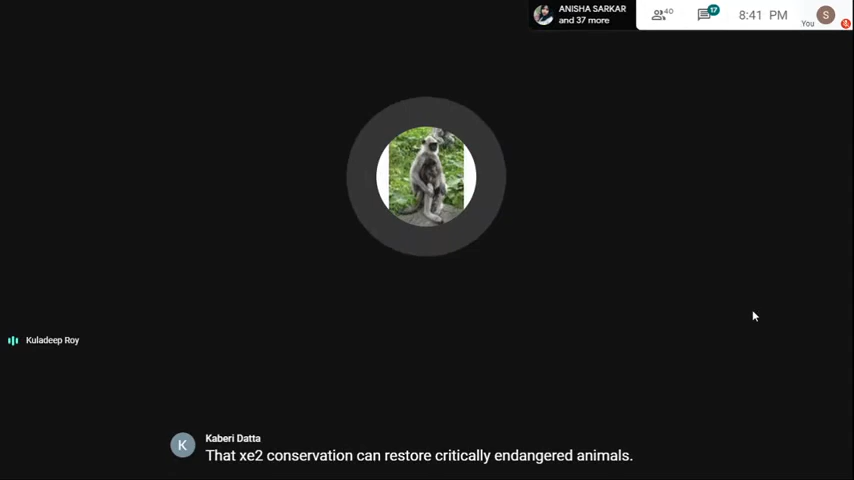 ANISHA SARKAR
and 37 more
40
17
8:41 PM
You
S
Kuladeep Roy
K
Kaberi Datta
That xe2 conservation can restore critically endangered animals.